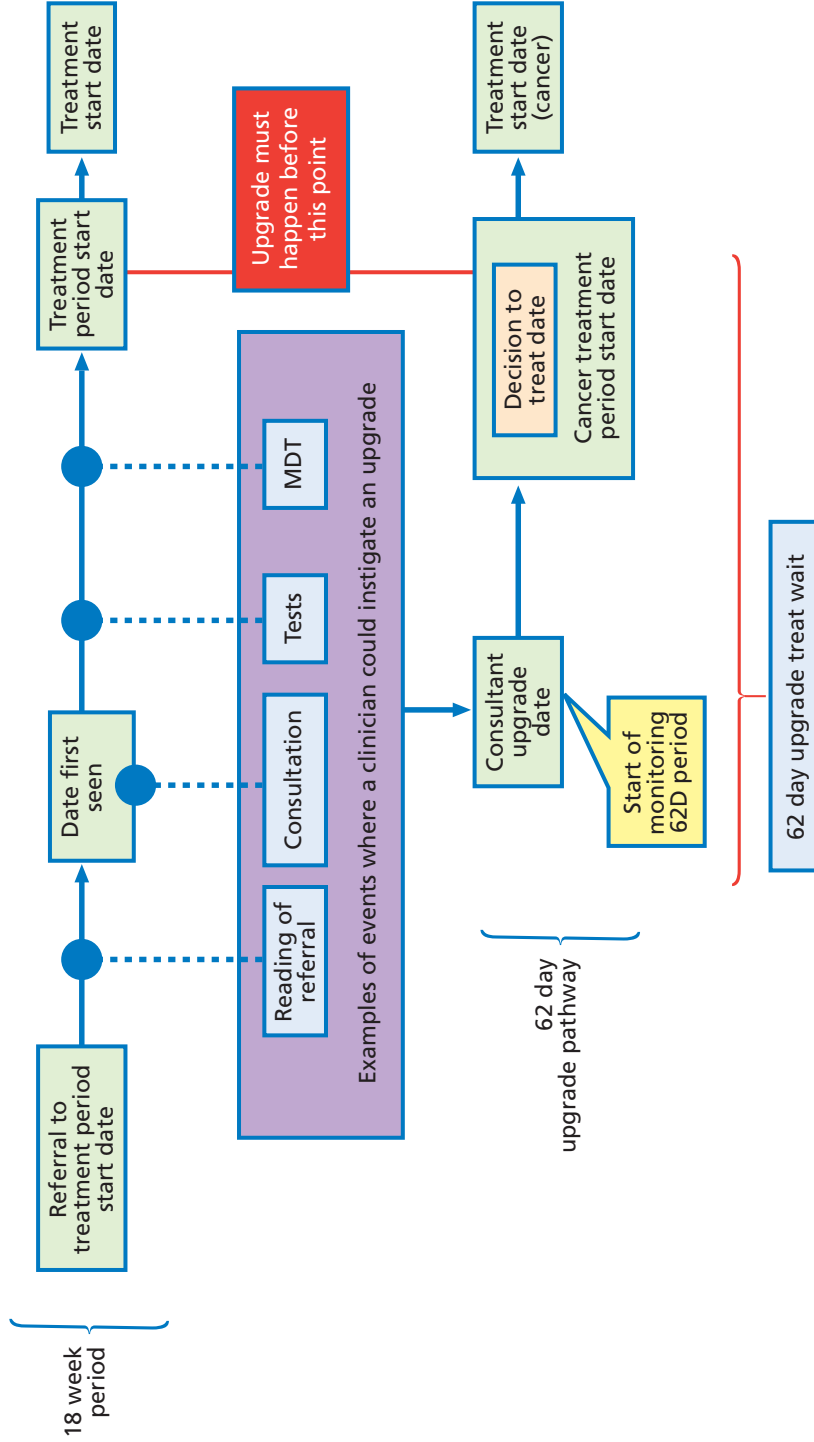 18 week
period
Referral to
treatment period
start date
Date first
seen
Treatment
period start
date
Treatment
start date
Reading of
referral
Consultation
Tests
MDT
Examples of events where a clinician could instigate an upgrade
Upgrade must
happen before
this point
62 day
upgrade pathway
Consultant
upgrade
date
Start of
monitoring
62D period
Decision to
treat date
Cancer treatment
period start date
Treatment
start date
(cancer)
62 day upgrade treat wait